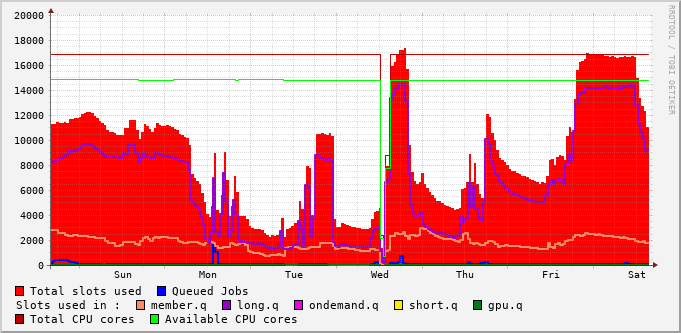 20000
18000
16000
14000
12000
10000
8000
6000
4000
2000
0
Sun Mon Tue Wed Thu Fri Sat
RRDTOOL / TOBI OETIKER
Total slots used Queued Jobs
Slots used in : member.q long.q ondemand.q short.q gpu.q
Total CPU cores Available CPU cores